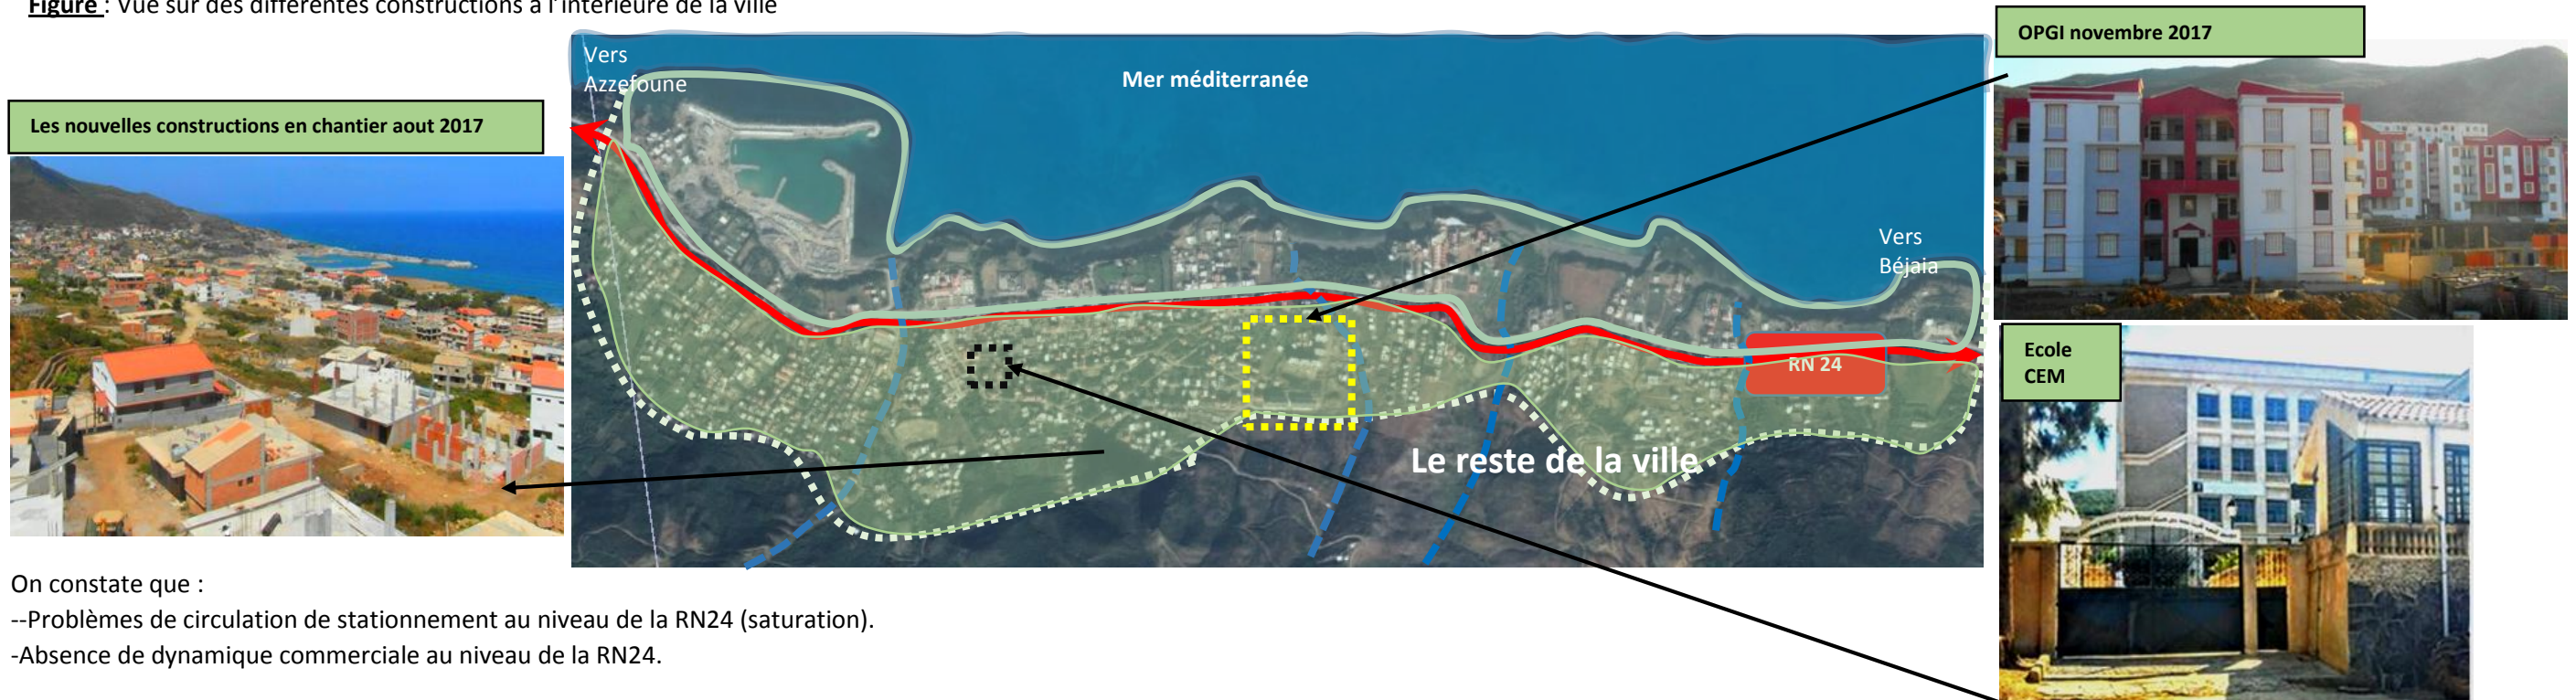 Figure : Vue sur des différentes constructions à l'intérieure de la ville
OPGI novembre 2017
Vers
Azzefoune
Mer méditerranée
Les nouvelles constructions en chantier aout 2017
Vers
Béjaia
Ecole
CEM
RN 24
Le reste de la ville
On constate que :
--Problèmes de circulation de stationnement au niveau de la RN24 (saturation).
-Absence de dynamique commerciale au niveau de la RN24.